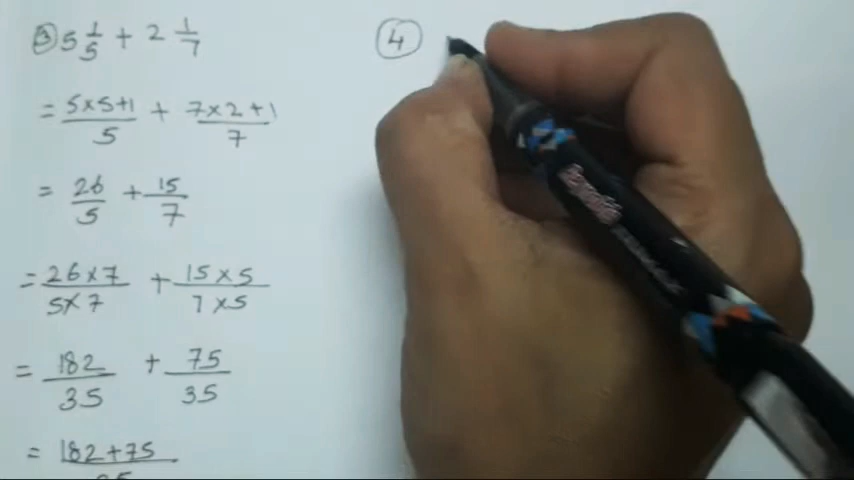 ③ 5 1/5 + 2 1/7
= 5×5+1/5 + 7×2+1/7
= 26/5 + 15/7
= 26×7/5×7 + 15×5/7×5
= 182/35 + 75/35
= 182+75/35
④